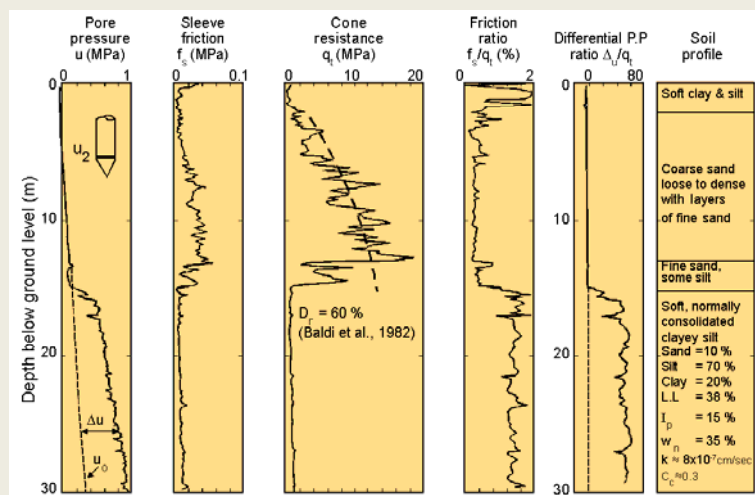 Pore
pressure
u (MPa)
Sleeve
friction
fs (MPa)
Cone
resistance
qt (MPa)
Friction
ratio
fs/qt (%)
Differential P.P
ratio Δu/qt
Soil
profile
0 1
0 0.1
0 10 20
0 1 2
0 80
0
10
20
30
Depth below ground level (m)
u2
Δu
uo
Dr = 60 %
(Baldi et al., 1982)
0
10
20
30
Soft clay & silt
Coarse sand
loose to dense
with layers
of fine sand
Fine sand,
some silt
Soft, normally
consolidated
clayey silt
Sand =10 %
Silt = 70 %
Clay = 20%
L.L = 38 %
Ip = 15 %
wn = 35 %
k ≈ 8x10-7cm/sec
Cc≈0.3